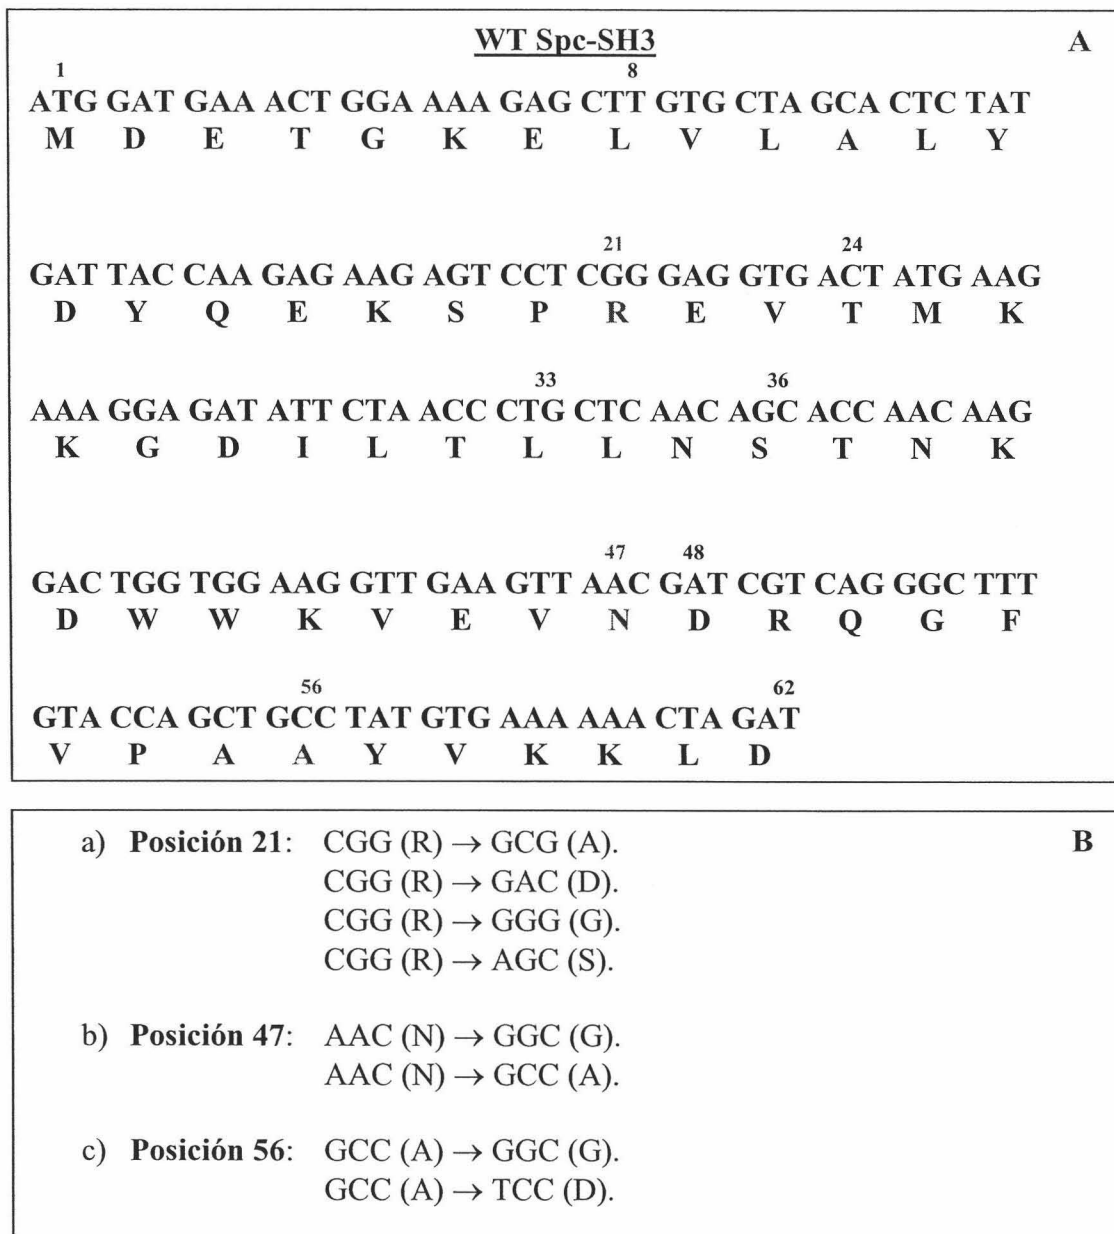 WT Spc-SH3 A
1 8
ATG GAT GAA ACT GGA AAA GAG CTT GTG CTA GCA CTC TAT
M D E T G K E L V L A L Y
21 24
GAT TAC CAA GAG AAG AGT CCT CGG GAG GTG ACT ATG AAG
D Y Q E K S P R E V T M K
33 36
AAA GGA GAT ATT CTA ACC CTG CTC AAC AGC ACC AAC AAG
K G D I L T L L N S T N K
47 48
GAC TGG TGG AAG GTT GAA GTT AAC GAT CGT CAG GGC TTT
D W W K V E V N D R Q G F
56 62
GTA CCA GCT GCC TAT GTG AAA AAA CTA GAT
V P A A Y V K K L D
a) Posición 21: CGG (R) → GCG (A). B
CGG (R) → GAC (D).
CGG (R) → GGG (G).
CGG (R) → AGC (S).
b) Posición 47: AAC (N) → GGC (G).
AAC (N) → GCC (A).
c) Posición 56: GCC (A) → GGC (G).
GCC (A) → TCC (D).